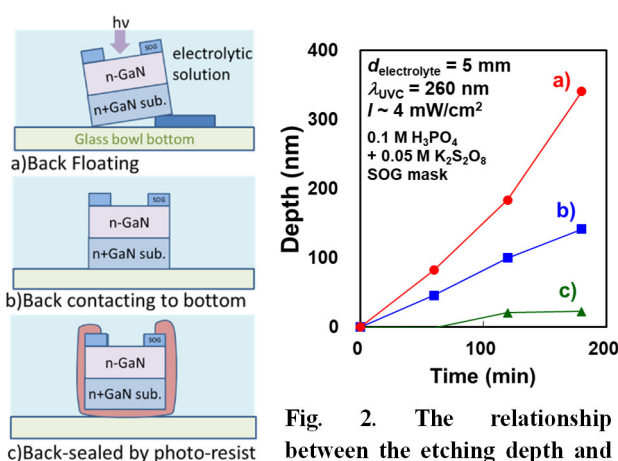 hν
SOG
electrolytic
solution
n-GaN
n+GaN sub.
Glass bowl bottom
a)Back Floating
SOG
n-GaN
n+GaN sub.
b)Back contacting to bottom
SOG
n-GaN
n+GaN sub.
c)Back-sealed by photo-resist
400
300
200
100
0
Depth (nm)
d electrolyte = 5 mm
λUVC = 260 nm
I ~ 4 mW/cm²
0.1 M H₃PO₄
+ 0.05 M K₂S₂O₈
SOG mask
a)
b)
c)
0
100
200
Time (min)
Fig. 2. The relationship
between the etching depth and